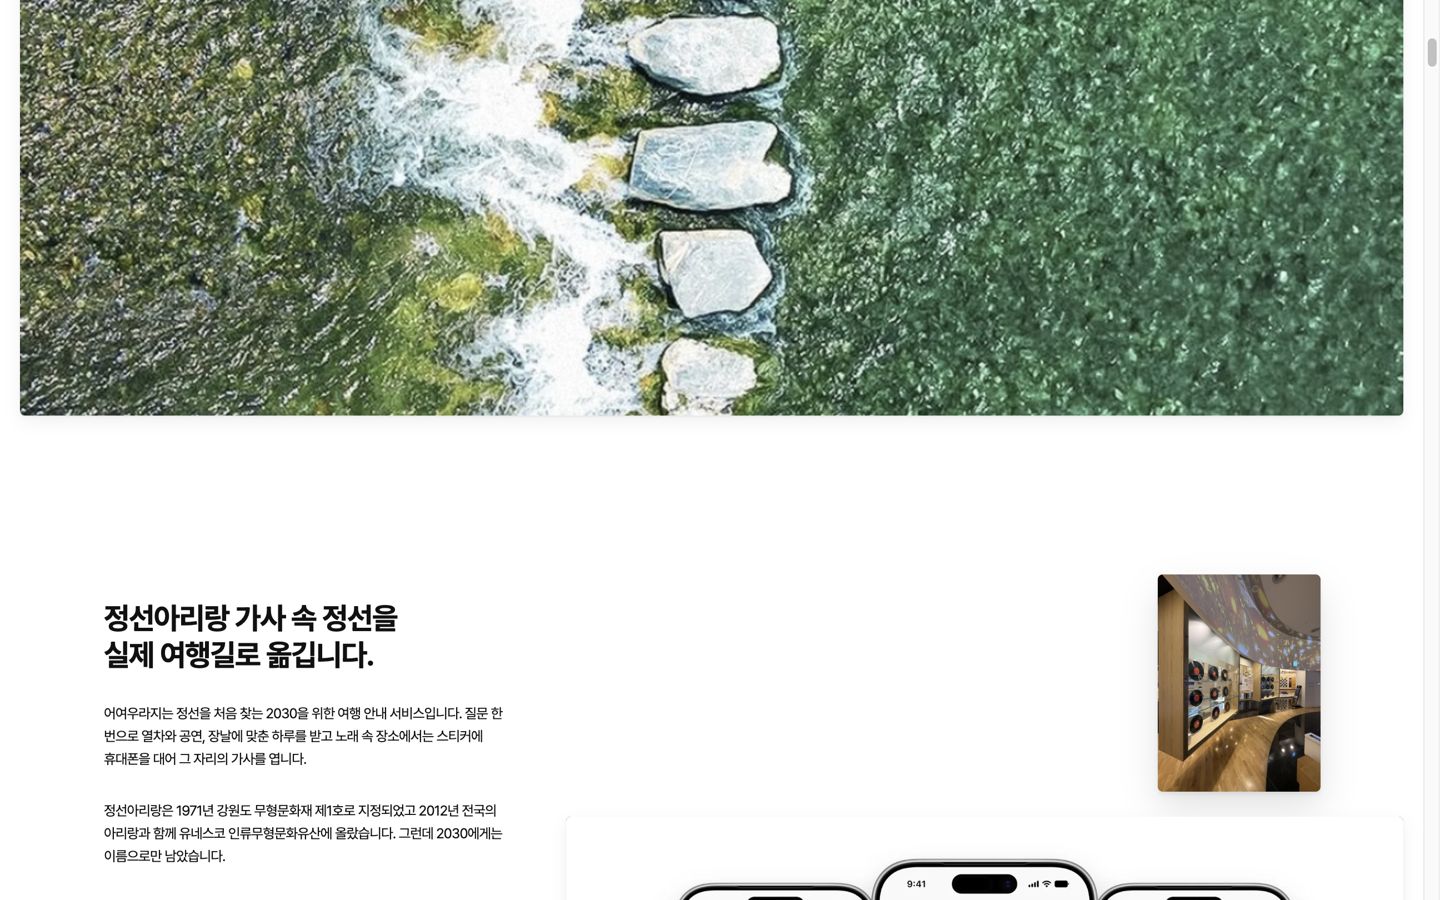 정선아리랑 가사 속 정선을
실제 여행길로 옮깁니다.
어여우라지는 정선을 처음 찾는 2030을 위한 여행 안내 서비스입니다. 질문 한
번으로 열차와 공연, 장날에 맞춘 하루를 받고 노래 속 장소에서는 스티커에
휴대폰을 대어 그 자리의 가사를 엽니다.
정선아리랑은 1971년 강원도 무형문화재 제1호로 지정되었고 2012년 전국의
아리랑과 함께 유네스코 인류무형문화유산에 올랐습니다. 그런데 2030에게는
이름으로만 남았습니다.
9:41